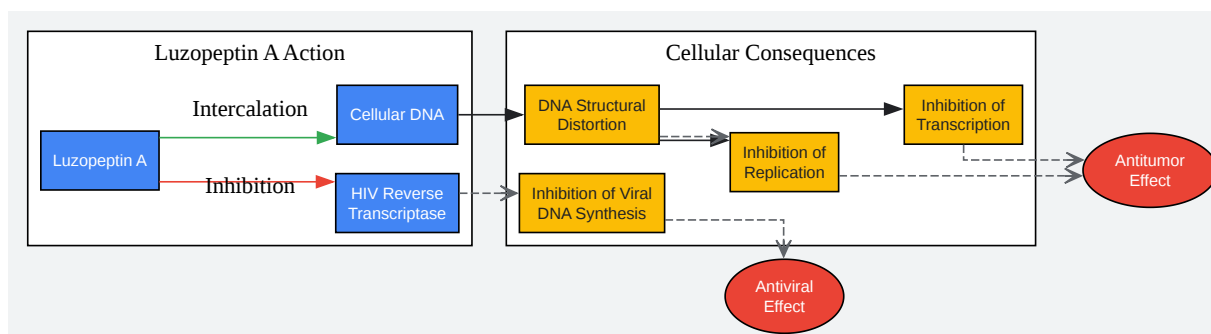 Luzopeptin A Action
Cellular Consequences
Intercalation
Cellular DNA
DNA Structural
Distortion
Inhibition of
Transcription
Luzopeptin A
Inhibition of
Replication
Antitumor
Effect
Inhibition
HIV Reverse
Transcriptase
Inhibition of Viral
DNA Synthesis
Antiviral
Effect